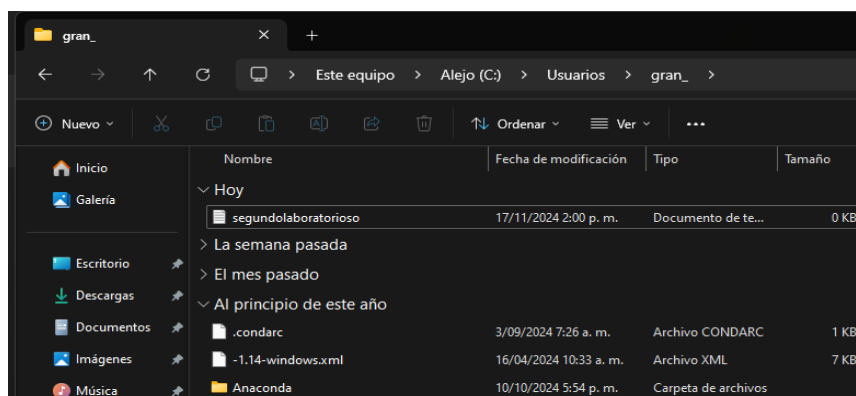 gran_
Este equipo > Alejo (C:) > Usuarios > gran_ >
Nuevo Ordenar Ver ...
Nombre Fecha de modificación Tipo Tamaño
Inicio
Galería
Escritorio
Descargas
Documentos
Imágenes
Música
Hoy
segundolaboratorioso 17/11/2024 2:00 p. m. Documento de te... 0 KB
La semana pasada
El mes pasado
Al principio de este año
.condarc 3/09/2024 7:26 a. m. Archivo CONDARC 1 KB
-1.14-windows.xml 16/04/2024 10:33 a. m. Archivo XML 7 KB
Anaconda 10/10/2024 5:54 p. m. Carpeta de archivos